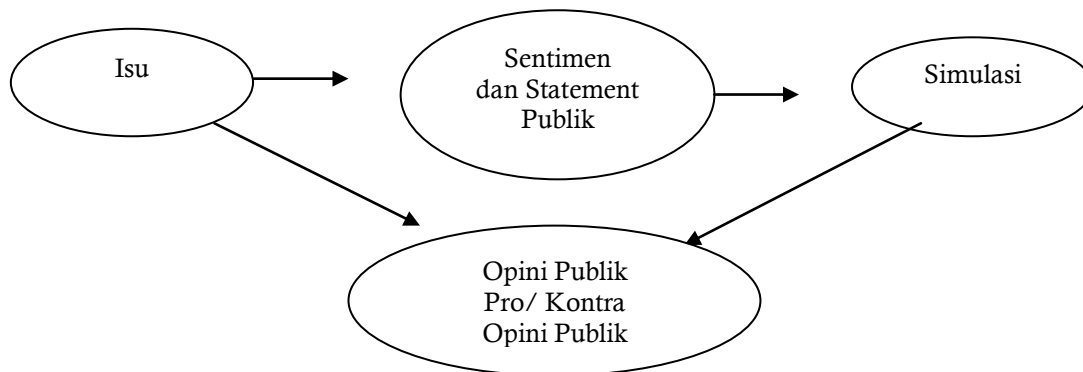 Isu
Sentimen
dan Statement
Publik
Simulasi
Opini Publik
Pro/ Kontra
Opini Publik